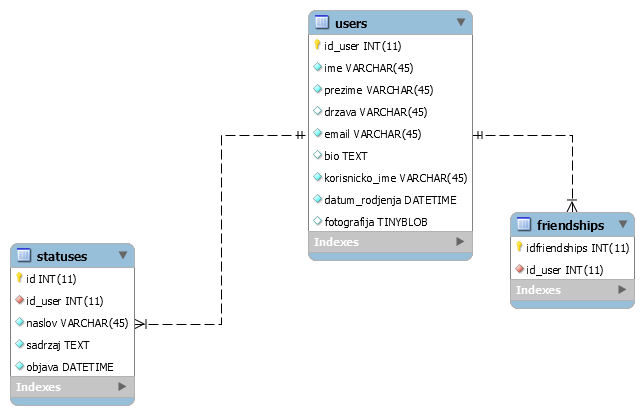 users
id_user INT(11)
ime VARCHAR(45)
prezime VARCHAR(45)
drzava VARCHAR(45)
email VARCHAR(45)
bio TEXT
korisnicko_ime VARCHAR(45)
datum_rodjenja DATETIME
fotografija TINYBLOB
Indexes
friendships
idfriendships INT(11)
id_user INT(11)
Indexes
statuses
id INT(11)
id_user INT(11)
naslov VARCHAR(45)
sadrzaj TEXT
objava DATETIME
Indexes